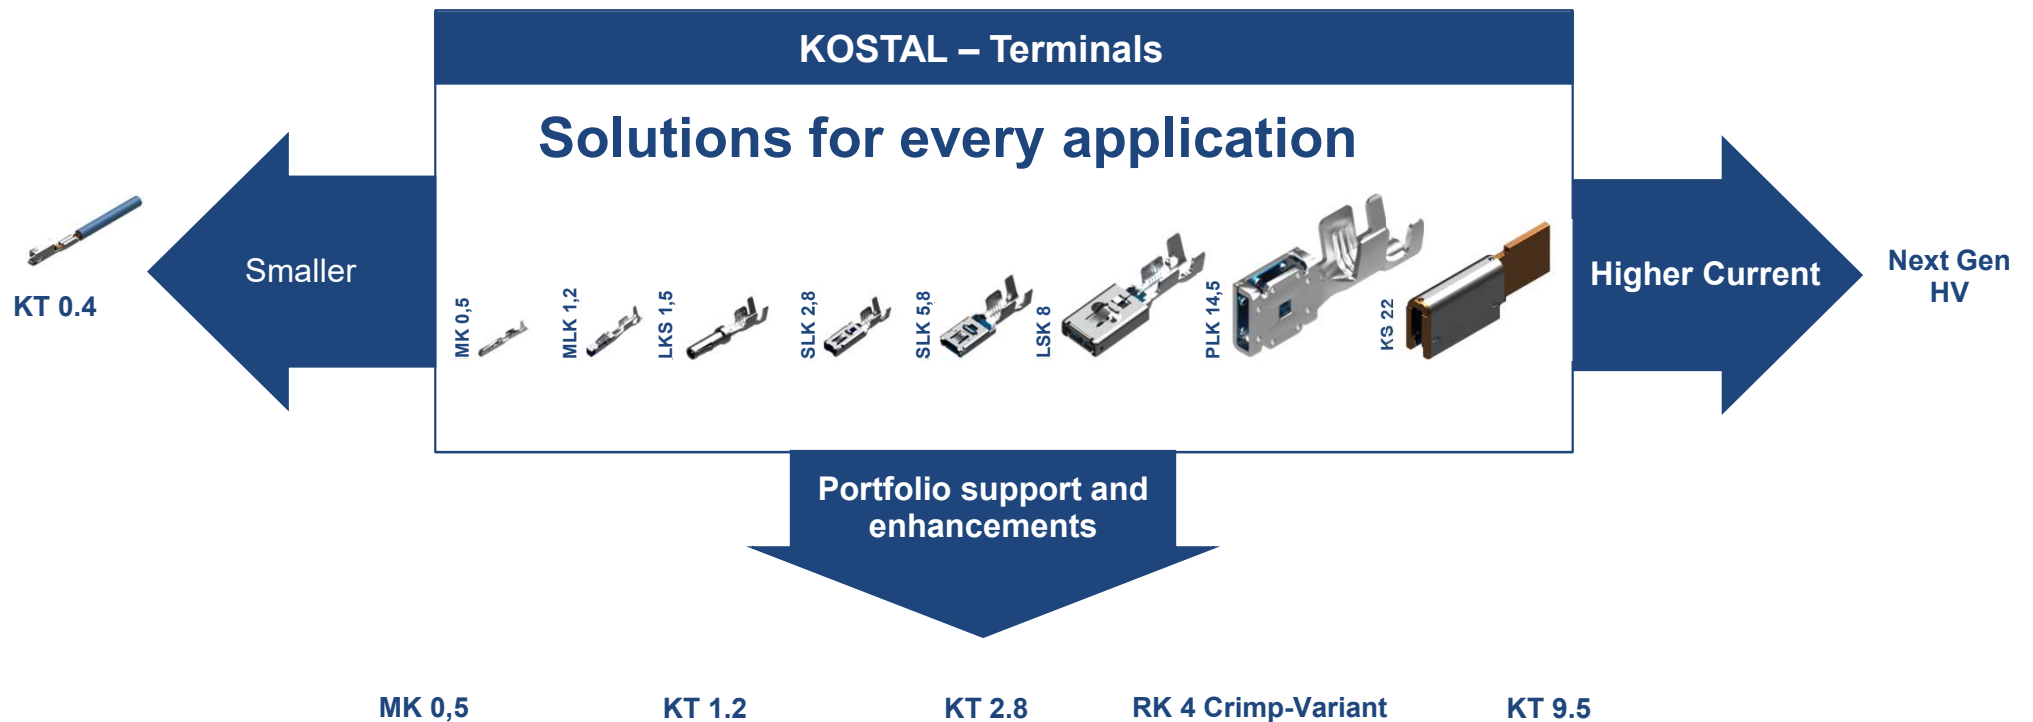 KOSTAL – Terminals
Solutions for every application
KT 0.4
Smaller
MK 0,5
MLK 1,2
LKS 1,5
SLK 2,8
SLK 5,8
LSK 8
PLK 14,5
KS 22
Higher Current
Next Gen
HV
Portfolio support and
enhancements
MK 0,5
KT 1.2
KT 2.8
RK 4 Crimp-Variant
KT 9.5